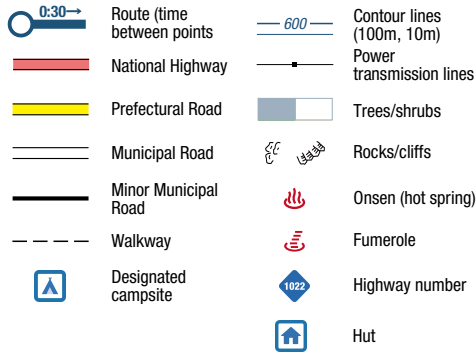 0:30→
Route (time
between points
National Highway
Prefectural Road
Municipal Road
Minor Municipal
Road
Walkway
Designated
campsite
600
Contour lines
(100m, 10m)
Power
transmission lines
Trees/shrubs
Rocks/cliffs
Onsen (hot spring)
Fumerole
1022
Highway number
Hut